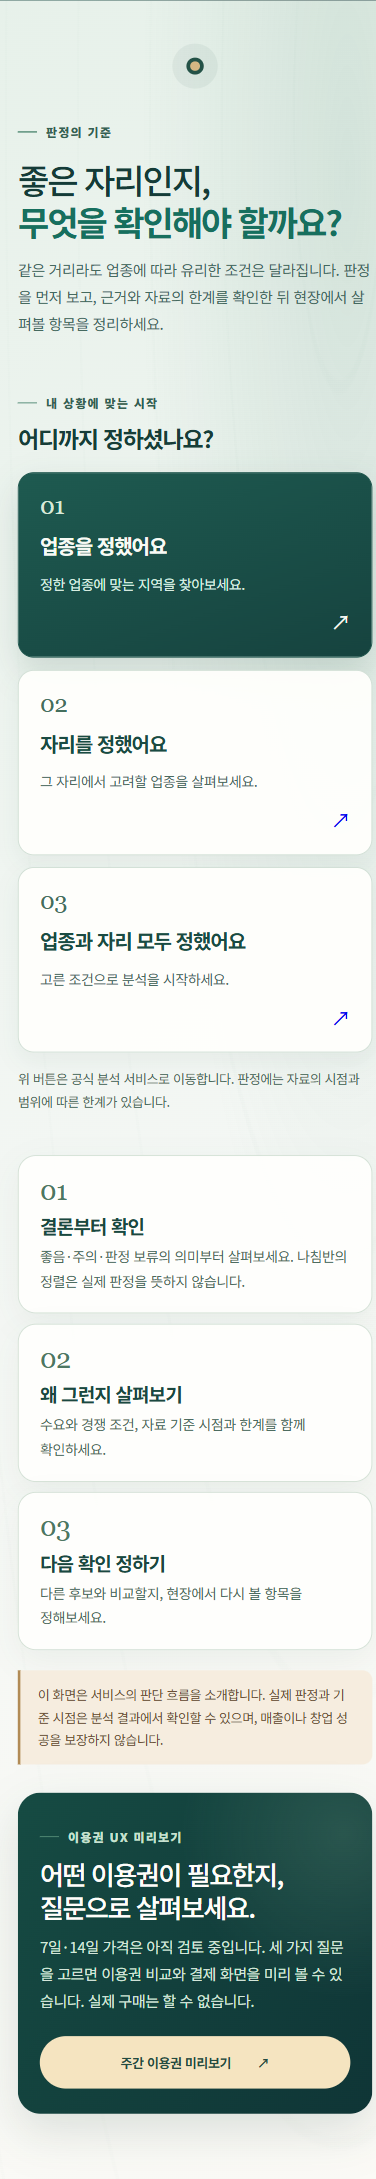 판정의 기준
좋은 자리인지,
무엇을 확인해야 할까요?
같은 거리라도 업종에 따라 유리한 조건은 달라집니다. 판정
을 먼저 보고, 근거와 자료의 한계를 확인한 뒤 현장에서 살
펴볼 항목을 정리하세요.
내 상황에 맞는 시작
어디까지 정하셨나요?
01
업종을 정했어요
정한 업종에 맞는 지역을 찾아보세요.
↗
02
자리를 정했어요
그 자리에서 고려할 업종을 살펴보세요.
↗
03
업종과 자리 모두 정했어요
고른 조건으로 분석을 시작하세요.
↗
위 버튼은 공식 분석 서비스로 이동합니다. 판정에는 자료의 시점과
범위에 따른 한계가 있습니다.
01
결론부터 확인
좋음·주의·판정 보류의 의미부터 살펴보세요. 나침반의
정렬은 실제 판정을 뜻하지 않습니다.
02
왜 그런지 살펴보기
수요와 경쟁 조건, 자료 기준 시점과 한계를 함께
확인하세요.
03
다음 확인 정하기
다른 후보와 비교할지, 현장에서 다시 볼 항목을
정해보세요.
이 화면은 서비스의 판단 흐름을 소개합니다. 실제 판정과 기
준 시점은 분석 결과에서 확인할 수 있으며, 매출이나 창업 성
공을 보장하지 않습니다.
이용권 UX 미리보기
어떤 이용권이 필요한지,
질문으로 살펴보세요.
7일·14일 가격은 아직 검토 중입니다. 세 가지 질문
을 고르면 이용권 비교와 결제 화면을 미리 볼 수 있
습니다. 실제 구매는 할 수 없습니다.
주간 이용권 미리보기 ↗